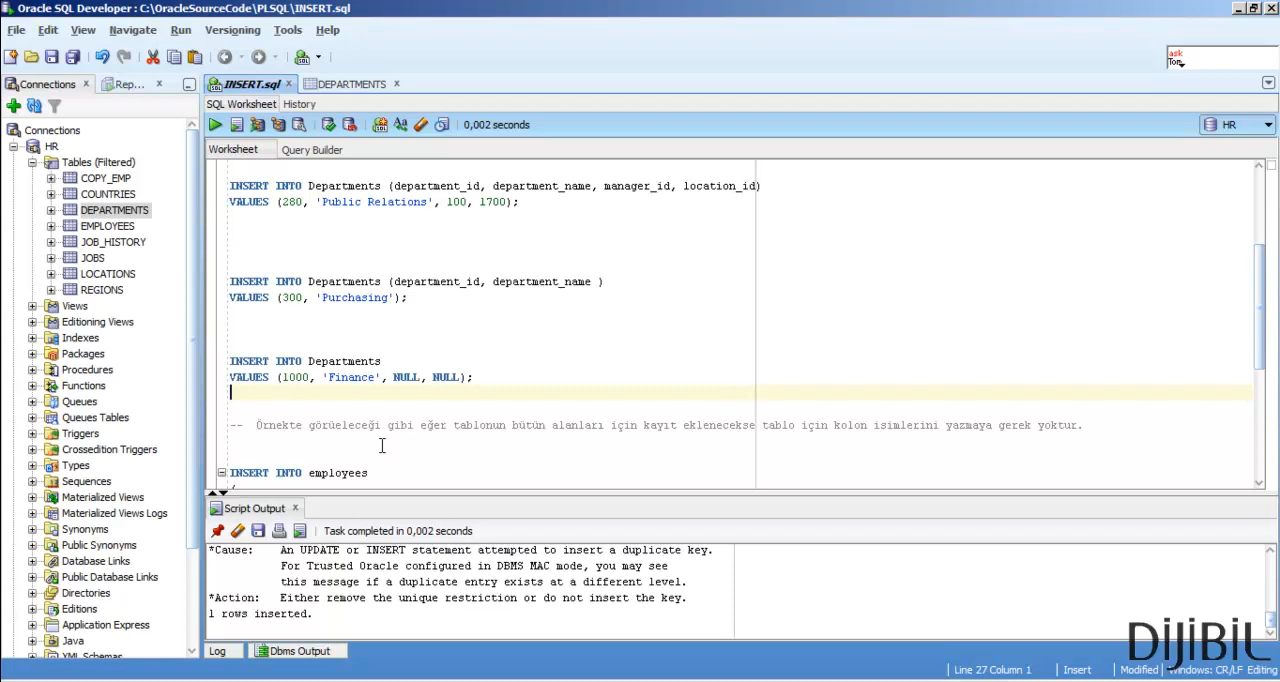 Oracle SQL Developer : C:\OracleSourceCode\PLSQL\INSERT.sql
File Edit View Navigate Run Versioning Tools Help
ask
Tom
Connections Rep... INSERT.sql DEPARTMENTS
SQL Worksheet History
0,002 seconds HR
Worksheet Query Builder
Connections
HR
Tables (Filtered)
COPY_EMP
COUNTRIES
DEPARTMENTS
EMPLOYEES
JOB_HISTORY
JOBS
LOCATIONS
REGIONS
Views
Editioning Views
Indexes
Packages
Procedures
Functions
Queues
Queues Tables
Triggers
Crossedition Triggers
Types
Sequences
Materialized Views
Materialized Views Logs
Synonyms
Public Synonyms
Database Links
Public Database Links
Directories
Editions
Application Express
Java
XML Schemas
INSERT INTO Departments (department_id, department_name, manager_id, location_id)
VALUES (280, 'Public Relations', 100, 1700);
INSERT INTO Departments (department_id, department_name )
VALUES (300, 'Purchasing');
INSERT INTO Departments
VALUES (1000, 'Finance', NULL, NULL);
-- Örnekte görüeleceği gibi eğer tablonun bütün alanları için kayıt eklenecekse tablo için kolon isimlerini yazmaya gerek yoktur.
INSERT INTO employees
(
Script Output
Task completed in 0,002 seconds
*Cause: An UPDATE or INSERT statement attempted to insert a duplicate key.
For Trusted Oracle configured in DBMS MAC mode, you may see
this message if a duplicate entry exists at a different level.
*Action: Either remove the unique restriction or do not insert the key.
1 rows inserted.
Log Dbms Output
DİJİBİL
Line 27 Column 1 Insert Modified Windows: CR/LF Editing